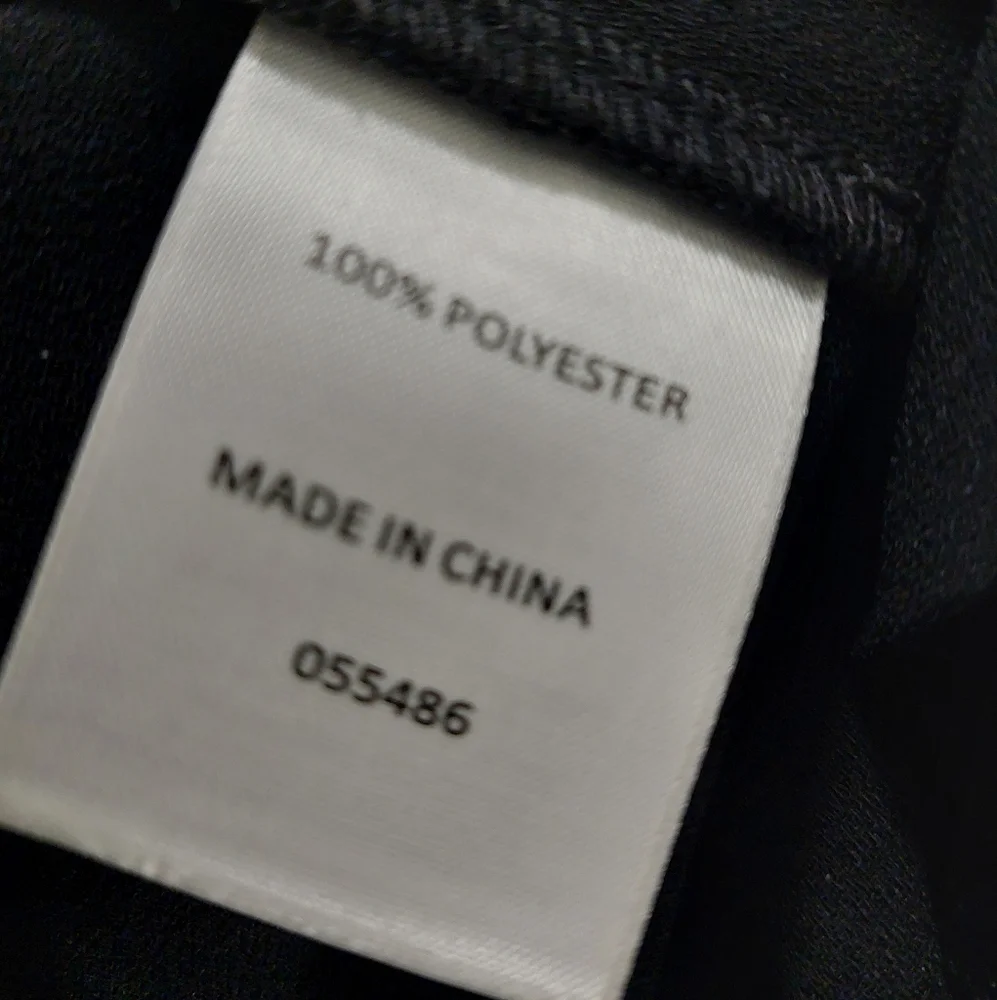 100% POLYESTER
MADE IN CHINA
055486